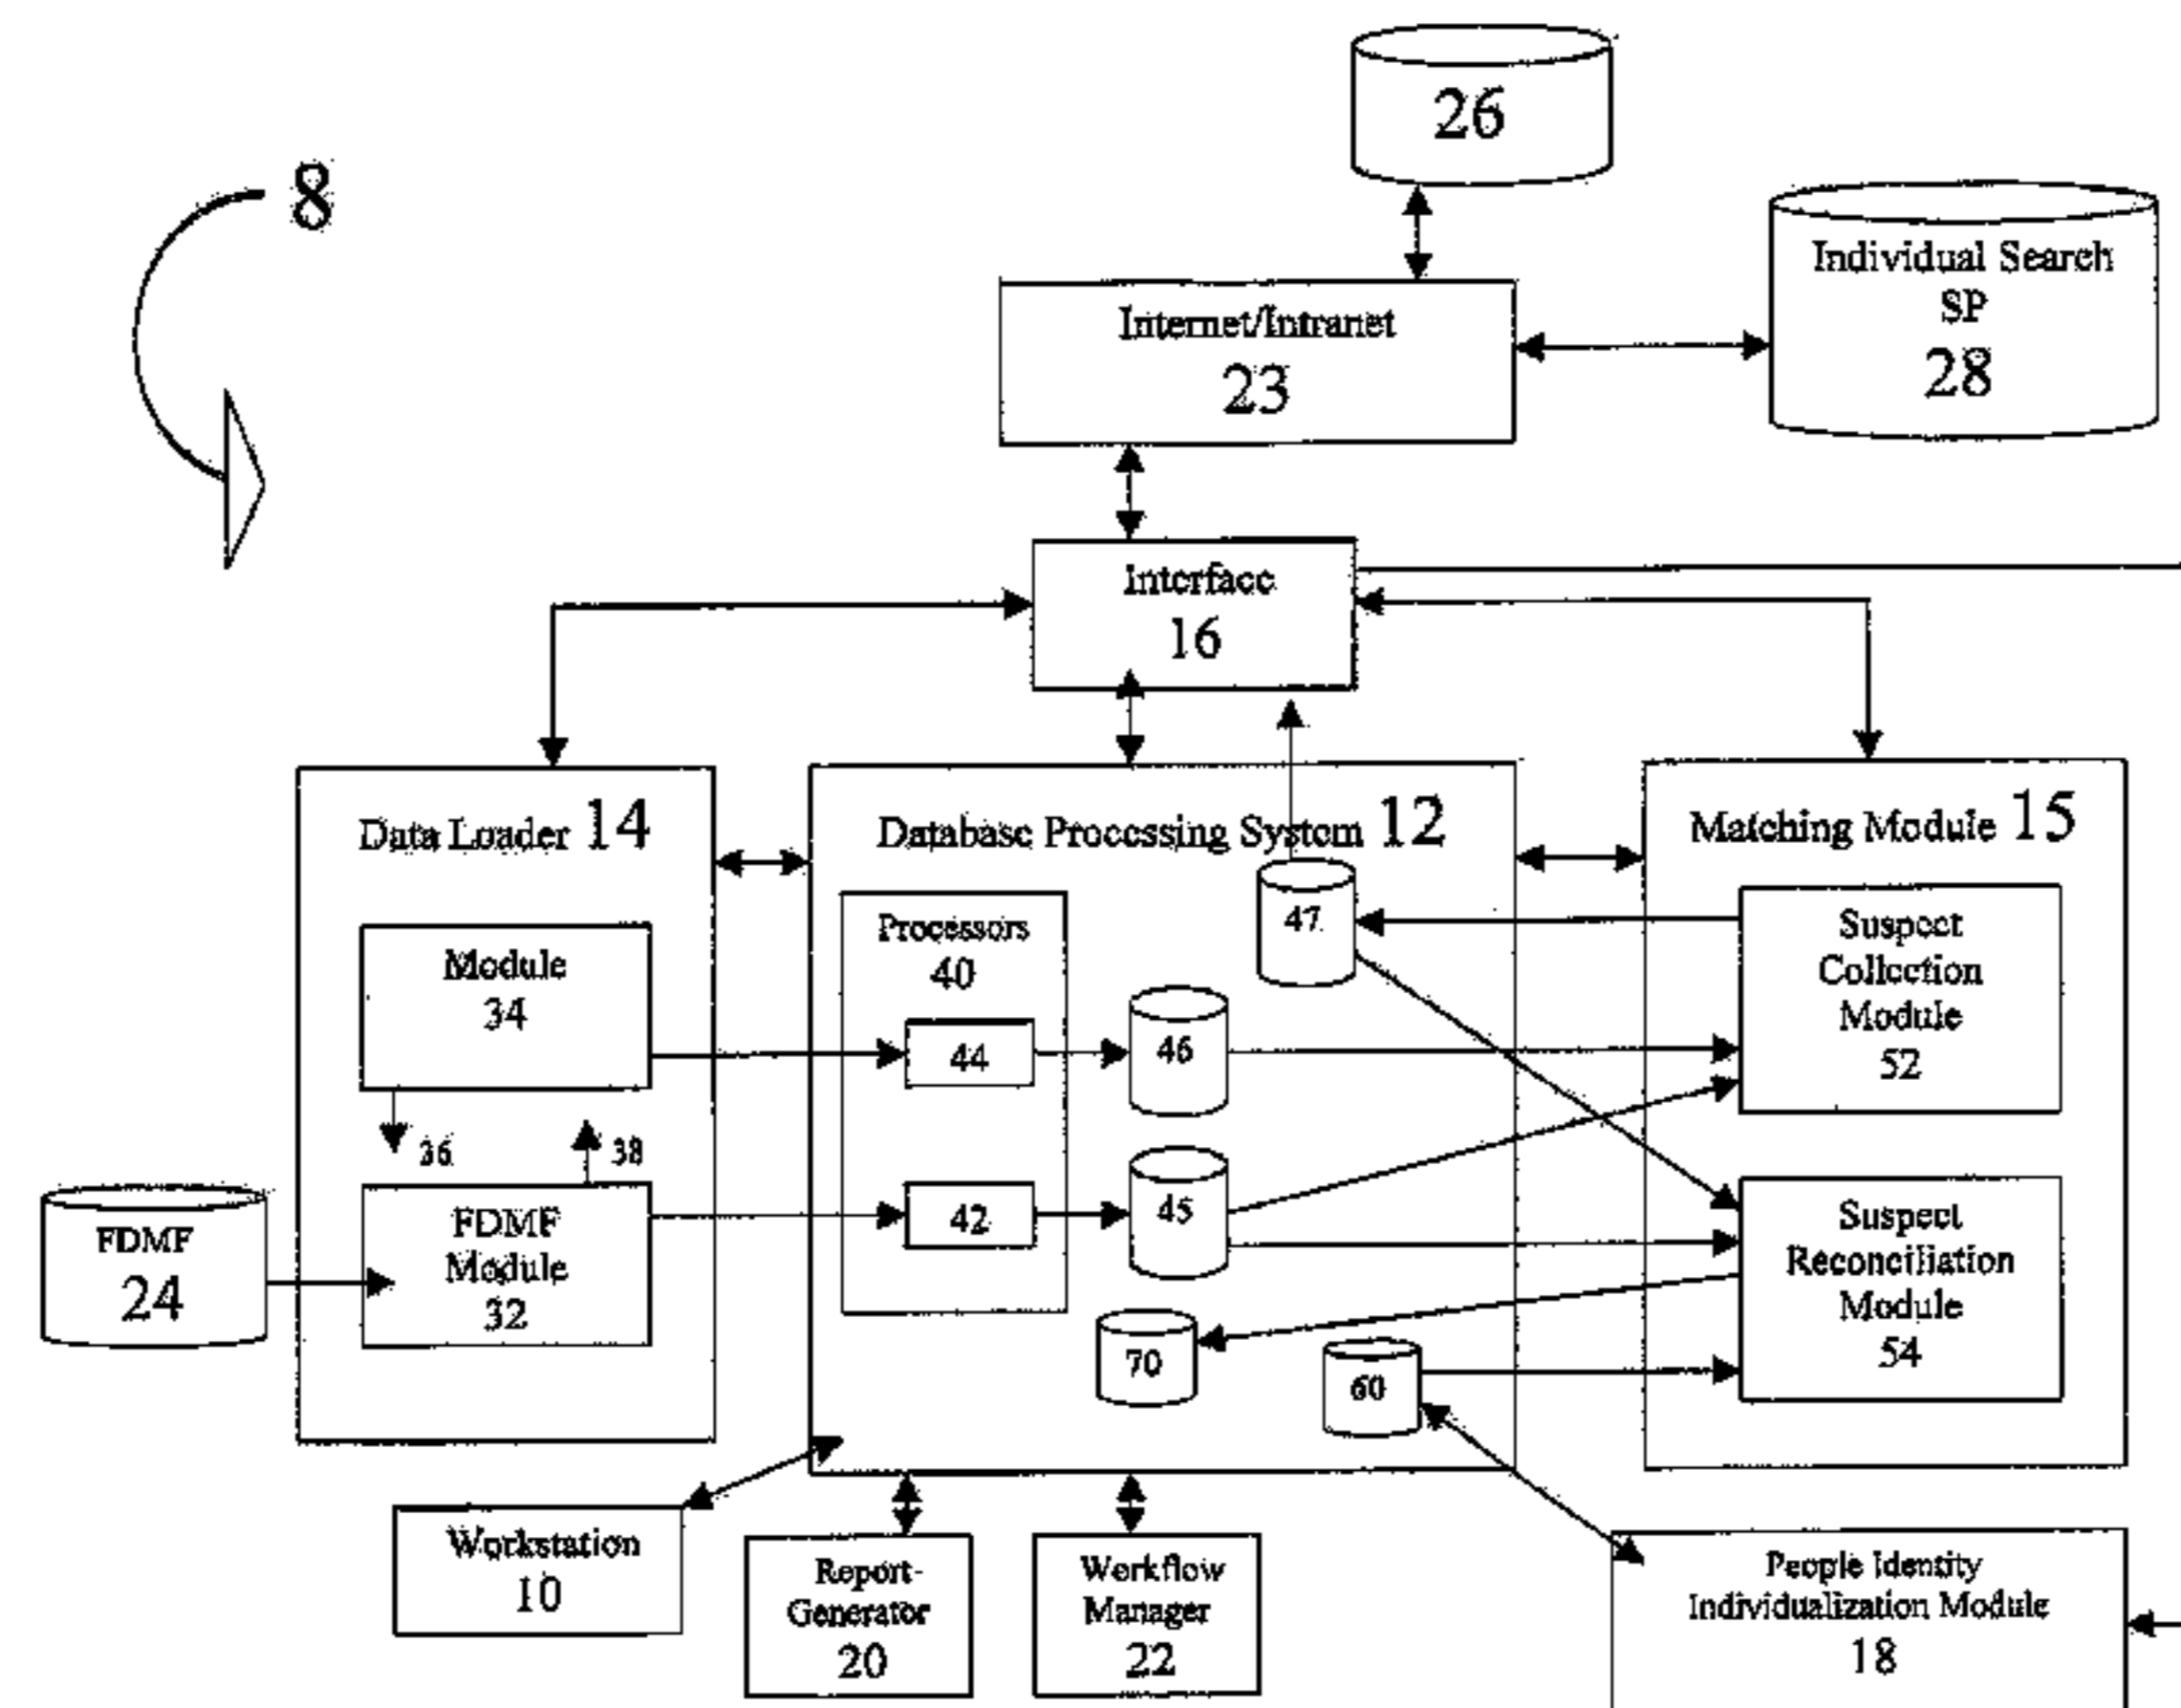 26
8
Individual Search
SP
28
Internet/Intranet
23
Interface
16
Data Loader 14
Database Processing System 12
Matching Module 15
Processors
40
47
Suspect
Collection
Module
52
Module
34
44
46
36
38
FDMF
24
FDMF
Module
32
42
45
Suspect
Reconciliation
Module
54
70
60
Workstation
10
Report-
Generator
20
Workflow
Manager
22
People Identity
Individualization Module
18